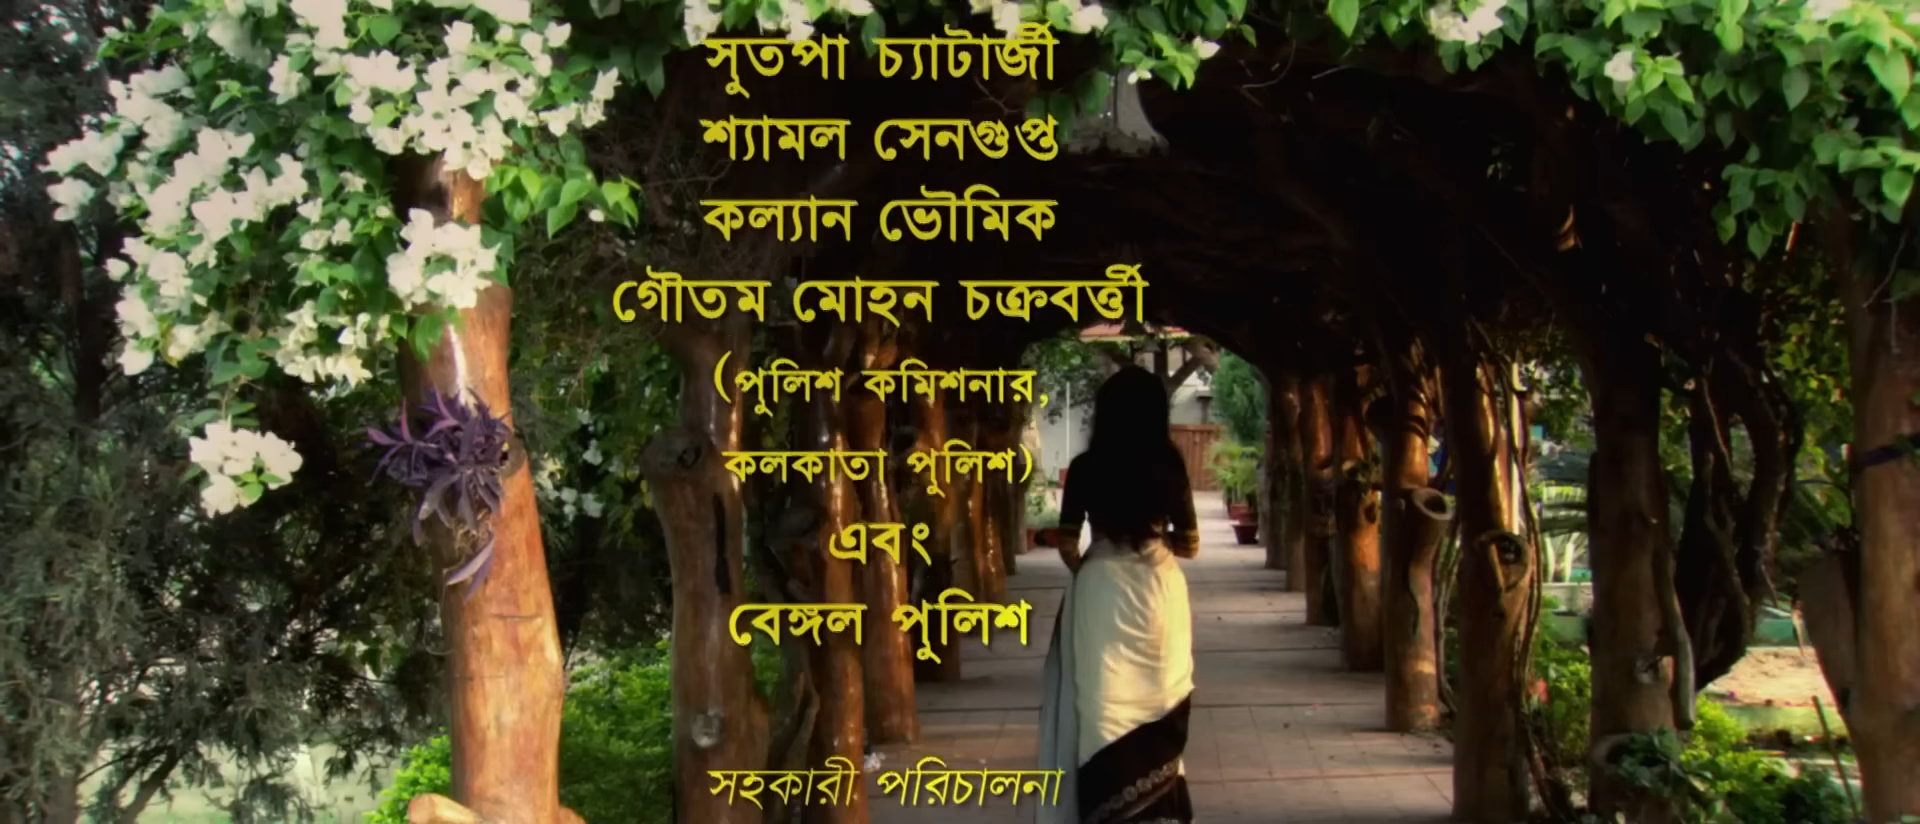 সুতপা চ্যাটার্জী
শ্যামল সেনগুপ্ত
কল্যান ভৌমিক
গৌতম মোহন চক্রবর্ত্তী
(পুলিশ কমিশনার,
কলকাতা পুলিশ)
এবং
বেঙ্গল পুলিশ
সহকারী পরিচালনা